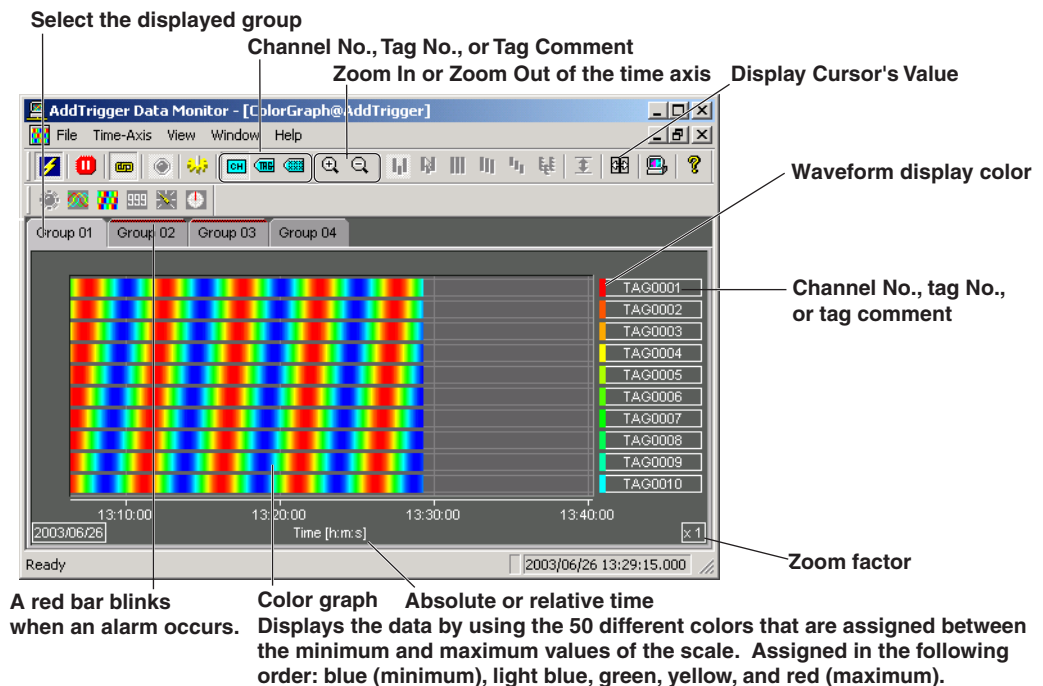 Select the displayed group
Channel No., Tag No., or Tag Comment
Zoom In or Zoom Out of the time axis
Display Cursor's Value
AddTrigger Data Monitor - [ColorGraph@AddTrigger]
File Time-Axis View Window Help
CH TAG
999
Waveform display color
Group 01 Group 02 Group 03 Group 04
TAG0001
TAG0002
TAG0003
TAG0004
TAG0005
TAG0006
TAG0007
TAG0008
TAG0009
TAG0010
Channel No., tag No.,
or tag comment
13:10:00 13:20:00 13:30:00 13:40:00
2003/06/26 Time [h:m:s] x 1
Ready 2003/06/26 13:29:15.000
Zoom factor
A red bar blinks
when an alarm occurs.
Color graph Absolute or relative time
Displays the data by using the 50 different colors that are assigned between
the minimum and maximum values of the scale. Assigned in the following
order: blue (minimum), light blue, green, yellow, and red (maximum).